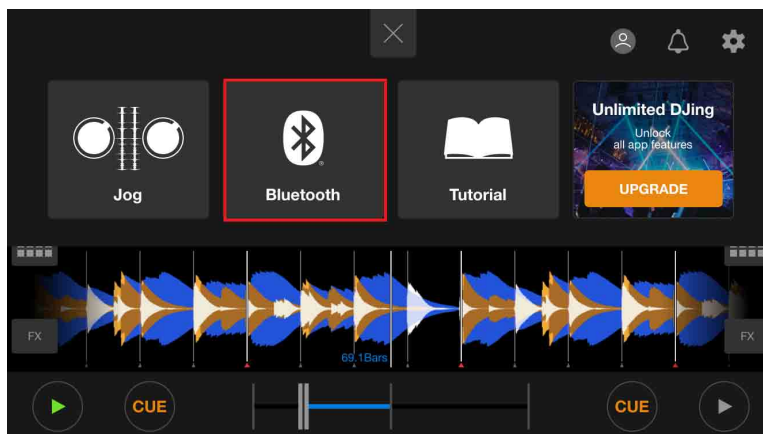 Unlimited DJing
Unlock
all app features
UPGRADE
Jog
Bluetooth
Tutorial
FX
69.1Bars
FX
CUE
CUE